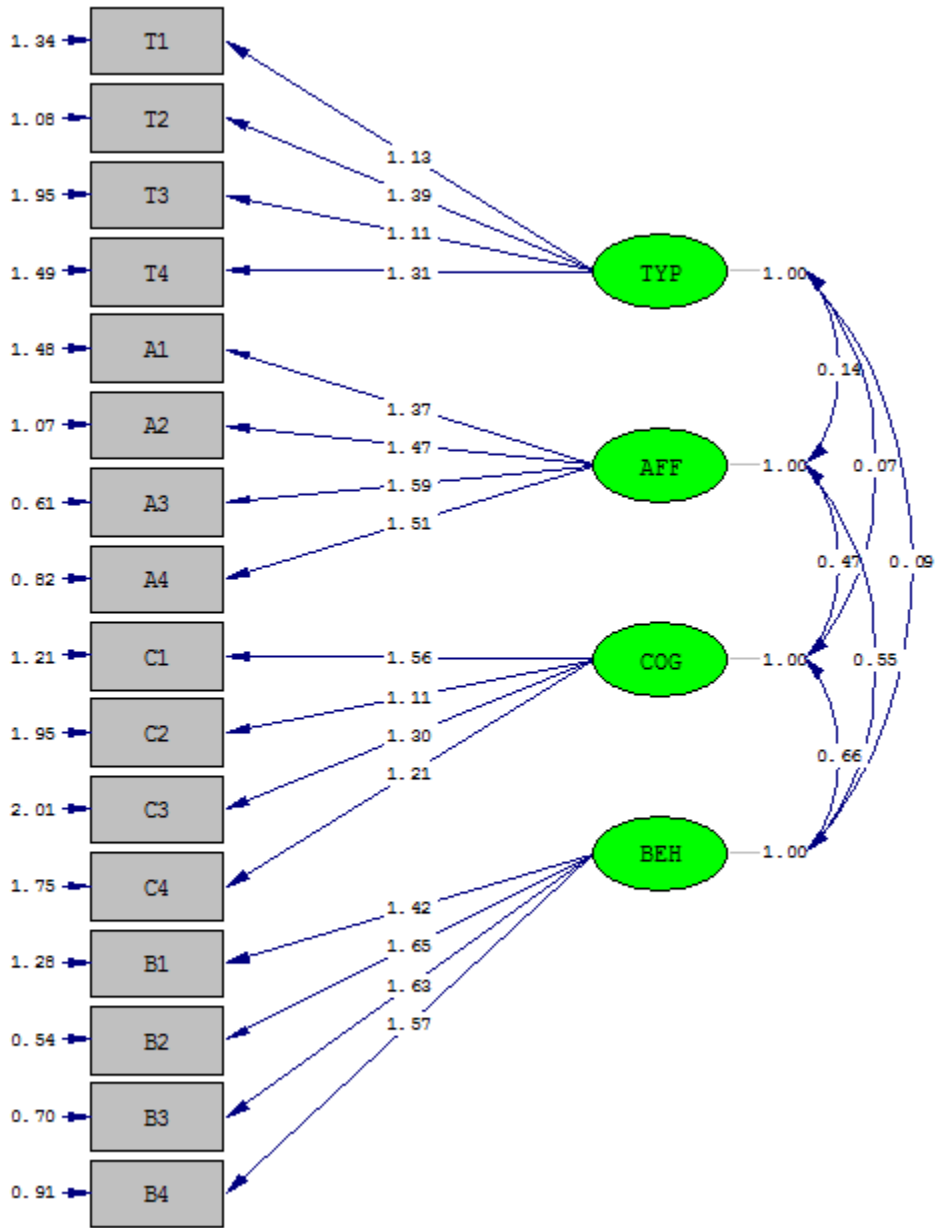 1.34 T1
1.08 T2
1.13
1.95 T3 1.39
1.11
1.49 T4 1.31 TYP 1.00
1.48 A1
0.14
1.37
1.07 A2
1.47 AFF 1.00 0.07
0.61 A3 1.59
1.51
0.82 A4 0.47 0.09
1.21 C1 1.56 COG 1.00 0.55
1.11
1.95 C2 1.30
0.66
1.21
2.01 C3
1.75 C4 BEH 1.00
1.42
1.28 B1 1.65
1.63
0.54 B2 1.57
0.70 B3
0.91 B4